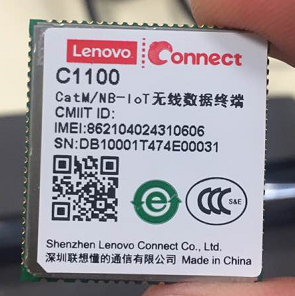 Lenovo Connect
C1100
CatM/NB-IoT无线数据终端
CMIIT ID:
IMEI:862104024310606
SN:DB10001T474E00031
e
CCC S&E
Shenzhen Lenovo Connect Co., Ltd.
深圳联想懂的通信有限公司 Made in China